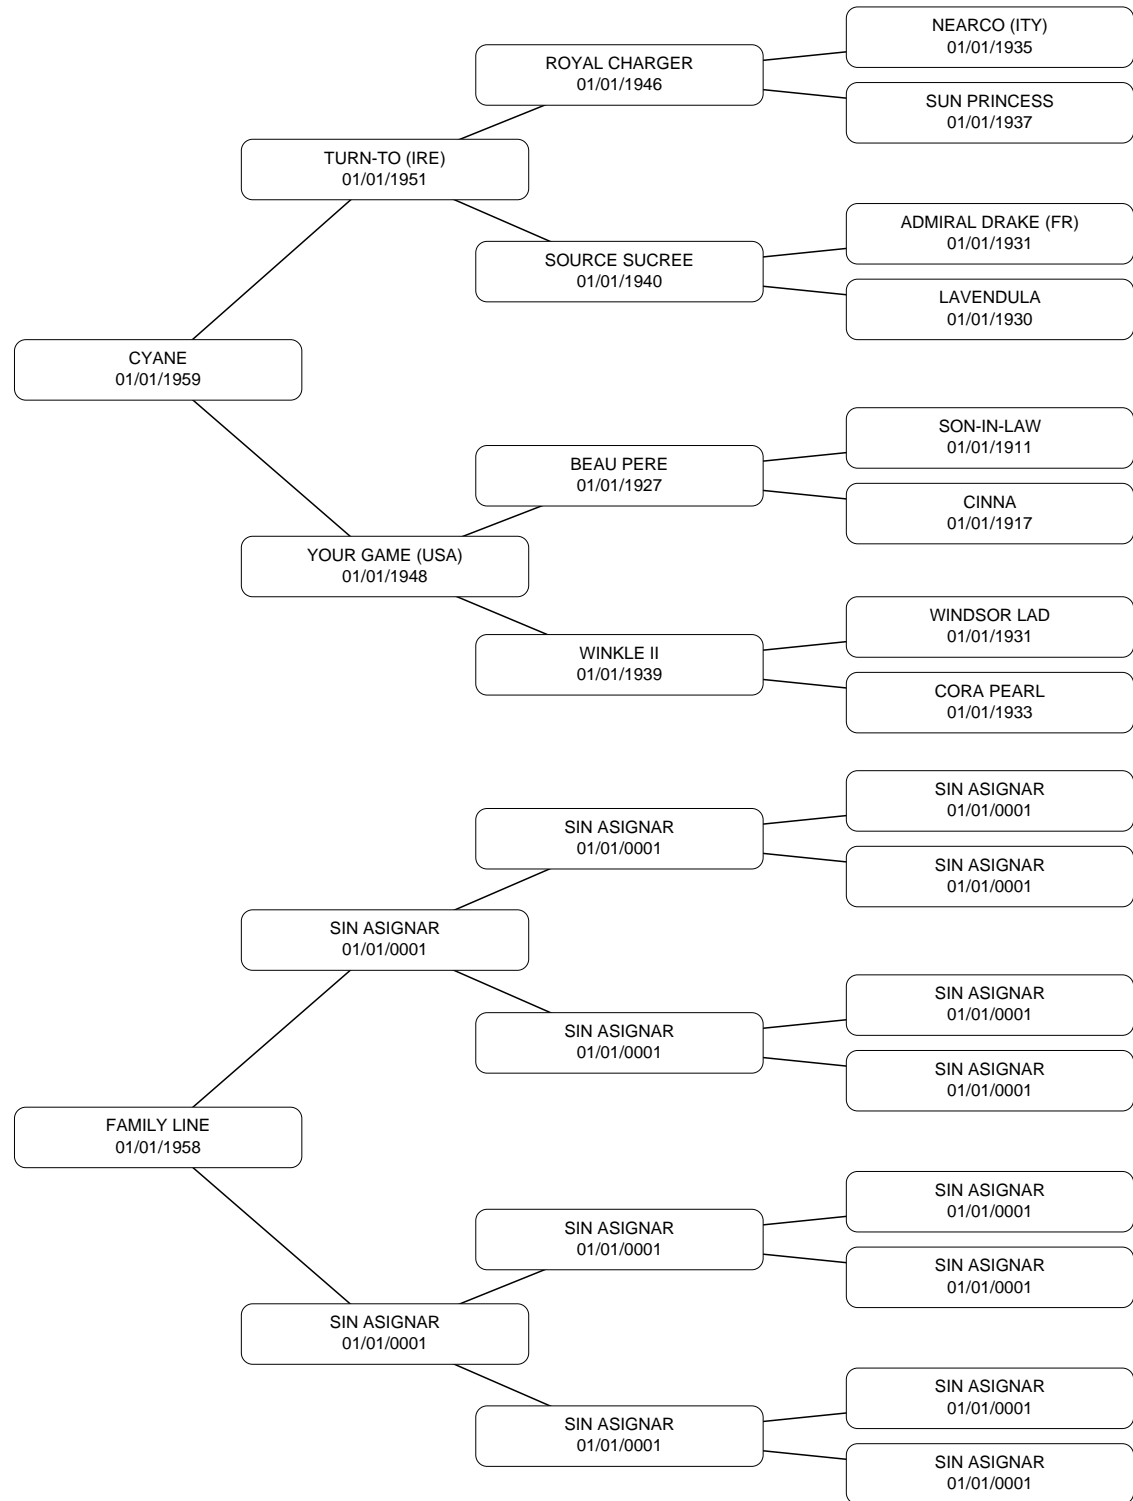 NEARCO (ITY)
01/01/1935
ROYAL CHARGER
01/01/1946
SUN PRINCESS
01/01/1937
TURN-TO (IRE)
01/01/1951
ADMIRAL DRAKE (FR)
01/01/1931
SOURCE SUCREE
01/01/1940
LAVENDULA
01/01/1930
CYANE
01/01/1959
SON-IN-LAW
01/01/1911
BEAU PERE
01/01/1927
CINNA
01/01/1917
YOUR GAME (USA)
01/01/1948
WINDSOR LAD
01/01/1931
WINKLE II
01/01/1939
CORA PEARL
01/01/1933
SIN ASIGNAR
01/01/0001
SIN ASIGNAR
01/01/0001
SIN ASIGNAR
01/01/0001
SIN ASIGNAR
01/01/0001
SIN ASIGNAR
01/01/0001
SIN ASIGNAR
01/01/0001
SIN ASIGNAR
01/01/0001
FAMILY LINE
01/01/1958
SIN ASIGNAR
01/01/0001
SIN ASIGNAR
01/01/0001
SIN ASIGNAR
01/01/0001
SIN ASIGNAR
01/01/0001
SIN ASIGNAR
01/01/0001
SIN ASIGNAR
01/01/0001
SIN ASIGNAR
01/01/0001